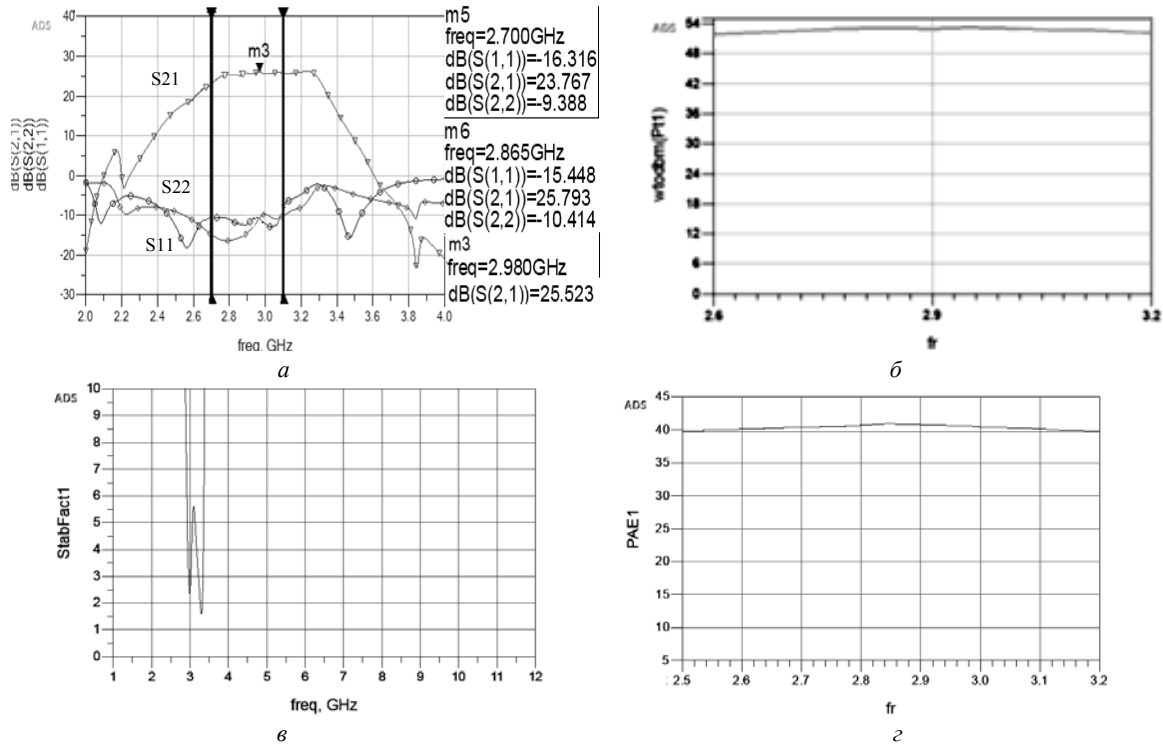 ADS
40
30
20
10
0
-10
-20
-30
dB(S(2,1))
dB(S(2,2))
dB(S(1,1))
S21
S22
S11
m3
2.0 2.2 2.4 2.6 2.8 3.0 3.2 3.4 3.6 3.8 4.0
freq, GHz
m5
freq=2.700GHz
dB(S(1,1))=-16.316
dB(S(2,1))=23.767
dB(S(2,2))=-9.388
m6
freq=2.865GHz
dB(S(1,1))=-15.448
dB(S(2,1))=25.793
dB(S(2,2))=-10.414
m3
freq=2.980GHz
dB(S(2,1))=25.523
а
ADS
54
48
42
36
30
24
18
12
6
0
wtodbm(Pt1)
2.6 2.9 3.2
fr
б
ADS
10
9
8
7
6
5
4
3
2
1
0
StabFact1
1 2 3 4 5 6 7 8 9 10 11 12
freq, GHz
в
ADS
45
40
35
30
25
20
15
10
5
PAE1
2.5 2.6 2.7 2.8 2.9 3.0 3.1 3.2
fr
г